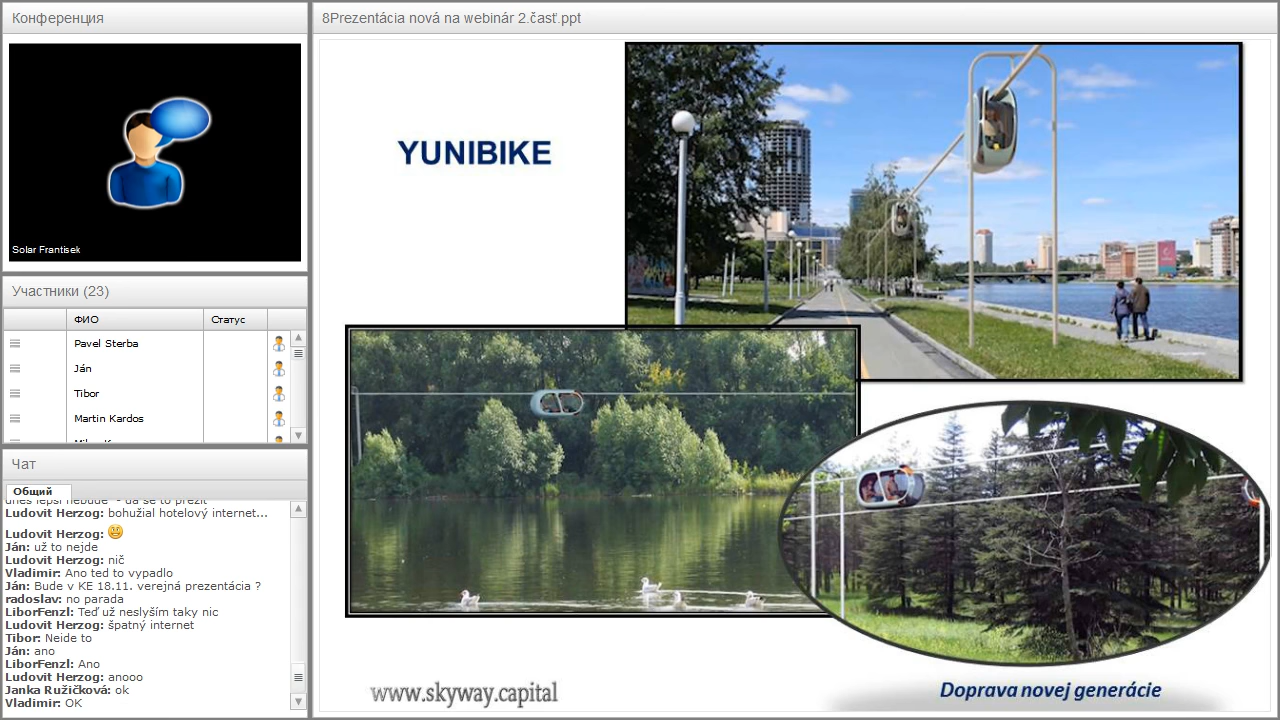 Конференция
Solar Frantisek
Участники (23)
ФИО
Статус
Pavel Sterba
Ján
Tibor
Martin Kardos
Чат
Общий
Ludovit Herzog: bohužial hotelový internet...
Ludovit Herzog:
Ján: už to nejde
Ludovit Herzog: nič
Vladimir: Ano ted to vypadlo
Ján: Bude v KE 18.11. verejná prezentácia ?
radoslav: no parada
LiborFenzl: Teď už neslyším taky nic
Ludovit Herzog: špatný internet
Tibor: Neide to
Ján: ano
LiborFenzl: Ano
Ludovit Herzog: anooo
Janka Ružičková: ok
Vladimir: OK
8Prezentácia nová na webinár 2.časť.ppt
YUNIBIKE
www.skyway.capital
Doprava novej generácie